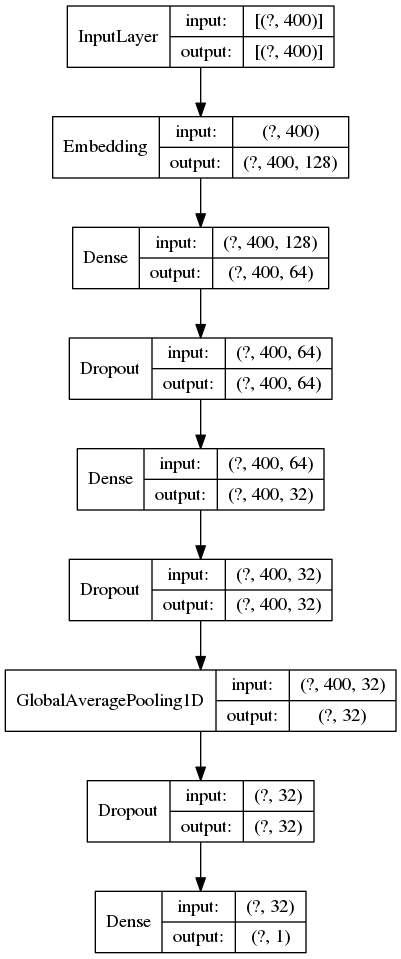 InputLayer
input: [(?, 400)]
output: [(?, 400)]
Embedding
input: (?, 400)
output: (?, 400, 128)
Dense
input: (?, 400, 128)
output: (?, 400, 64)
Dropout
input: (?, 400, 64)
output: (?, 400, 64)
Dense
input: (?, 400, 64)
output: (?, 400, 32)
Dropout
input: (?, 400, 32)
output: (?, 400, 32)
GlobalAveragePooling1D
input: (?, 400, 32)
output: (?, 32)
Dropout
input: (?, 32)
output: (?, 32)
Dense
input: (?, 32)
output: (?, 1)